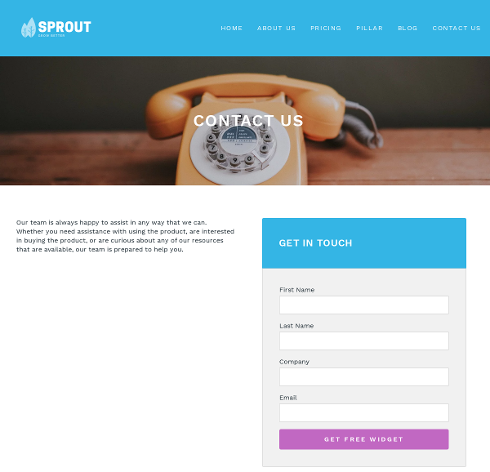 SPROUT
HOME ABOUT US PRICING PILLAR BLOG CONTACT US
CONTACT US
Our team is always happy to assist in any way that we can.
Whether you need assistance with using the product, are interested
in buying the product, or are curious about any of our resources
that are available, our team is prepared to help you.
GET IN TOUCH
First Name
Last Name
Company
Email
GET FREE WIDGET